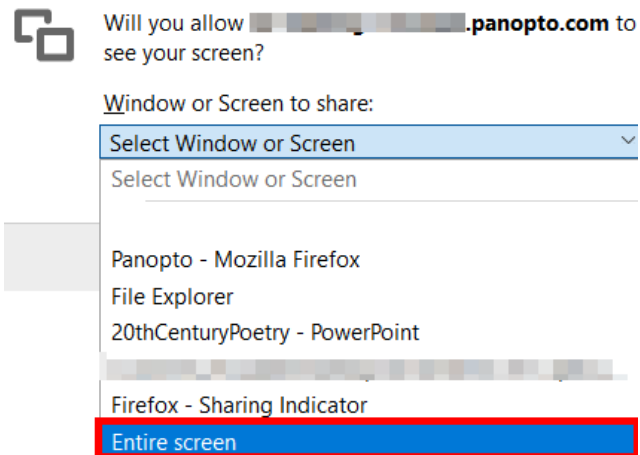 Will you allow .panopto.com to
see your screen?
Window or Screen to share:
Select Window or Screen
Select Window or Screen
Panopto - Mozilla Firefox
File Explorer
20thCenturyPoetry - PowerPoint
Firefox - Sharing Indicator
Entire screen